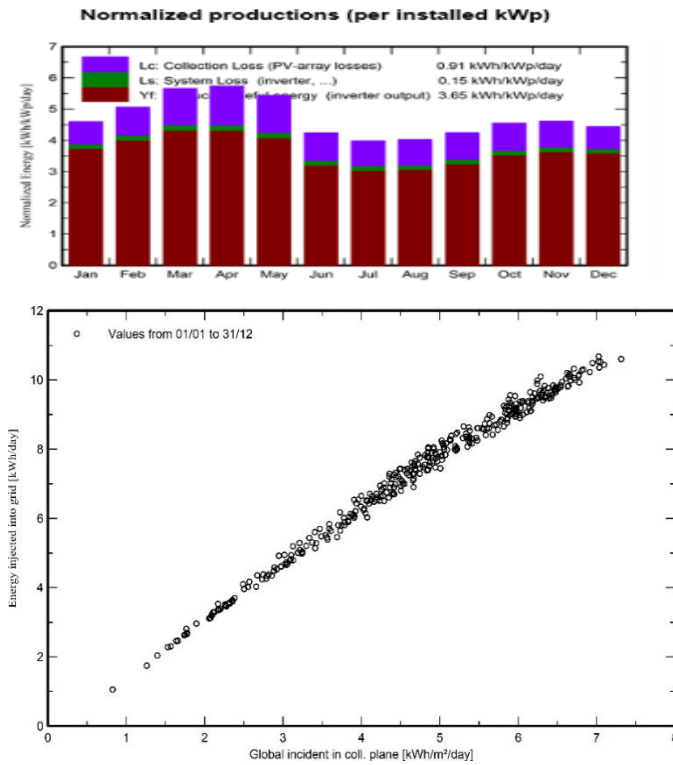 Normalized productions (per installed kWp)
7
Lc: Collection Loss (PV-array losses) 0.91 kWh/kWp/day
6
Ls: System Loss (inverter, ...) 0.15 kWh/kWp/day
Yf: energy (inverter output) 3.65 kWh/kWp/day
5
4
3
2
1
0
Normalized Energy [kWh/kWp/day]
Jan Feb Mar Apr May Jun Jul Aug Sep Oct Nov Dec
12
Values from 01/01 to 31/12
10
8
6
4
2
0
Energy injected into grid [kWh/day]
0 1 2 3 4 5 6 7 8
Global incident in coll. plane [kWh/m²/day]